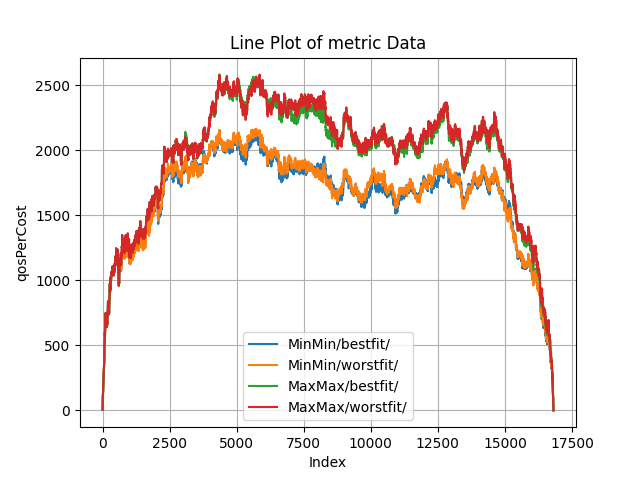 Line Plot of metric Data
qosPerCost
2500
2000
1500
1000
500
0
MinMin/bestfit/
MinMin/worstfit/
MaxMax/bestfit/
MaxMax/worstfit/
0 2500 5000 7500 10000 12500 15000 17500
Index